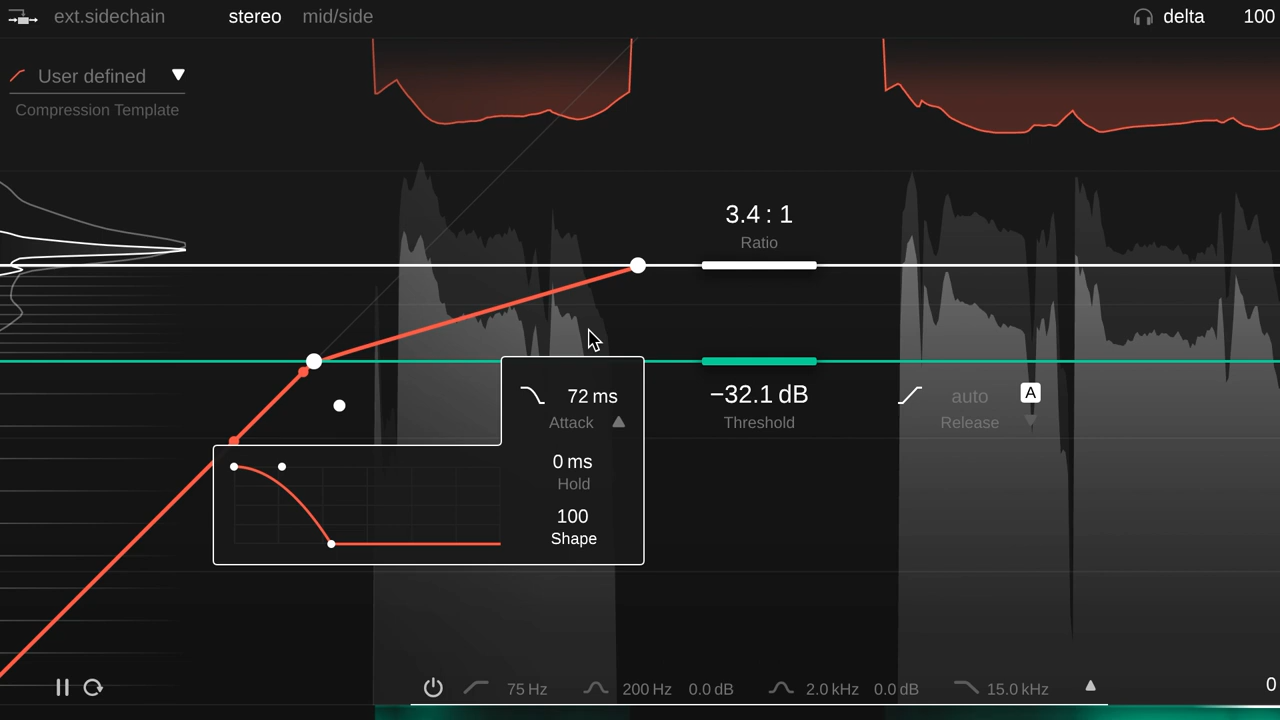 ext.sidechain stereo mid/side delta 100
User defined
Compression Template
3.4 : 1
Ratio
−32.1 dB
Threshold
72 ms
Attack
auto A
Release
0 ms
Hold
100
Shape
75 Hz 200 Hz 0.0 dB 2.0 kHz 0.0 dB 15.0 kHz 0